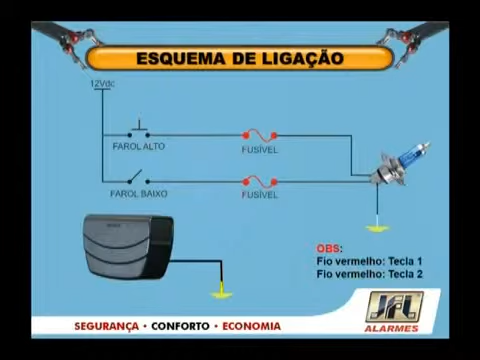 ESQUEMA DE LIGAÇÃO
12Vdc
FAROL ALTO
FUSÍVEL
FAROL BAIXO
FUSÍVEL
OBS:
Fio vermelho: Tecla 1
Fio vermelho: Tecla 2
JFL
ALARMES
SEGURANÇA • CONFORTO • ECONOMIA